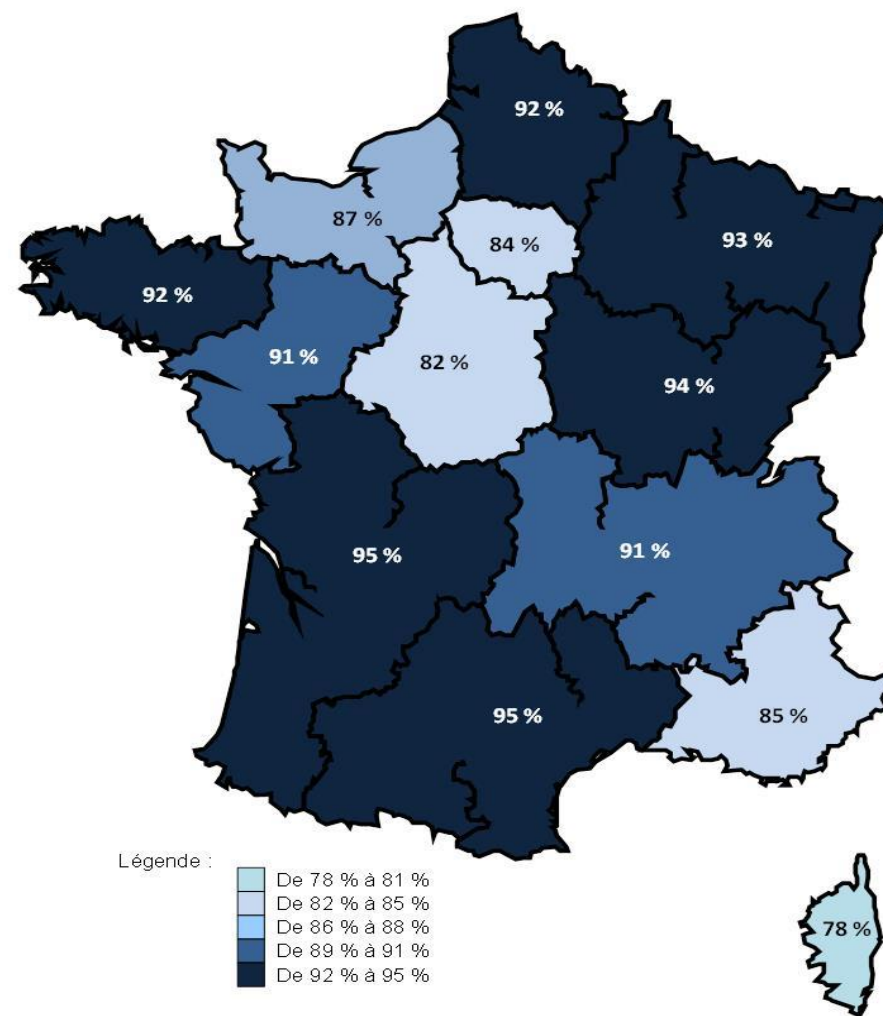 92 %
87 %
84 %
93 %
92 %
91 %
82 %
94 %
95 %
91 %
95 %
85 %
Légende :
De 78 % à 81 %
De 82 % à 85 %
De 86 % à 88 %
De 89 % à 91 %
De 92 % à 95 %
78 %